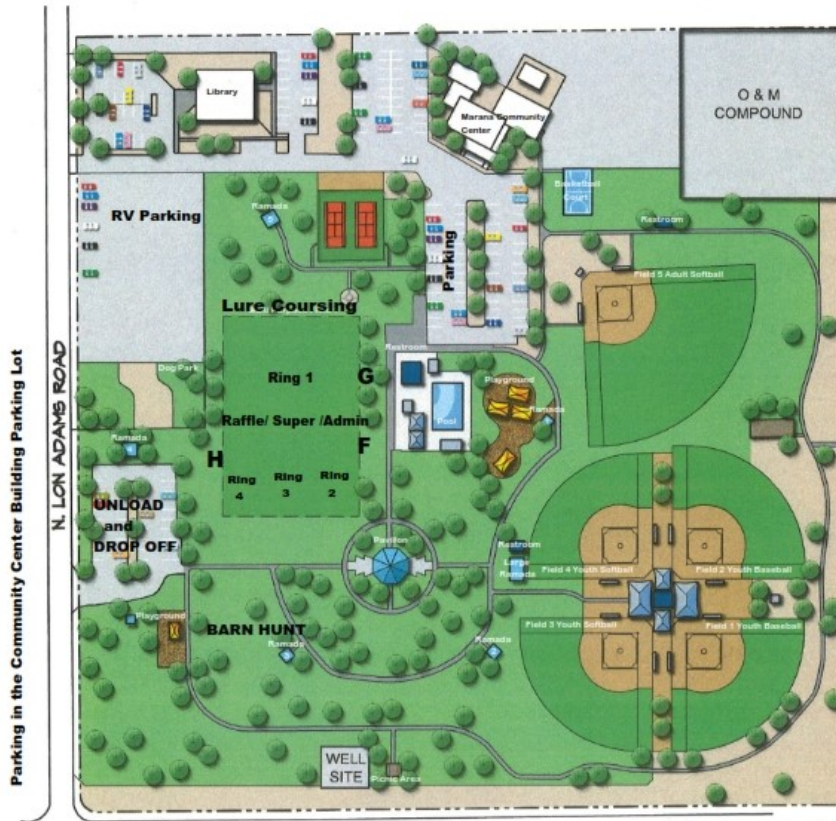 Library
Marana Community
Center
O & M
COMPOUND
Basketball
Court
RV Parking
Ramada
Restroom
Parking
Field 5 Adult Softball
Lure Coursing
Restroom
Dog Park
Ring 1
G
Playground
Ramada
Raffle/ Super /Admin
Pool
N. LON ADAMS ROAD
Parking in the Community Center Building Parking Lot
Ramada
H
F
Ring
4
Ring
3
Ring
2
UNLOAD
and
DROP OFF
Pavilion
Restroom
Large
Ramada
Field 4 Youth Softball
Field 2 Youth Baseball
Playground
BARN HUNT
Ramada
Ramada
Field 3 Youth Softball
Field 1 Youth Baseball
WELL
SITE
Picnic Area